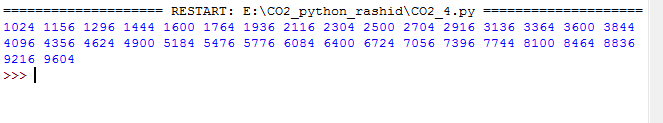 ==================== RESTART: E:\CO2_python_rashid\CO2_4.py ====================
1024 1156 1296 1444 1600 1764 1936 2116 2304 2500 2704 2916 3136 3364 3600 3844
4096 4356 4624 4900 5184 5476 5776 6084 6400 6724 7056 7396 7744 8100 8464 8836
9216 9604
>>>